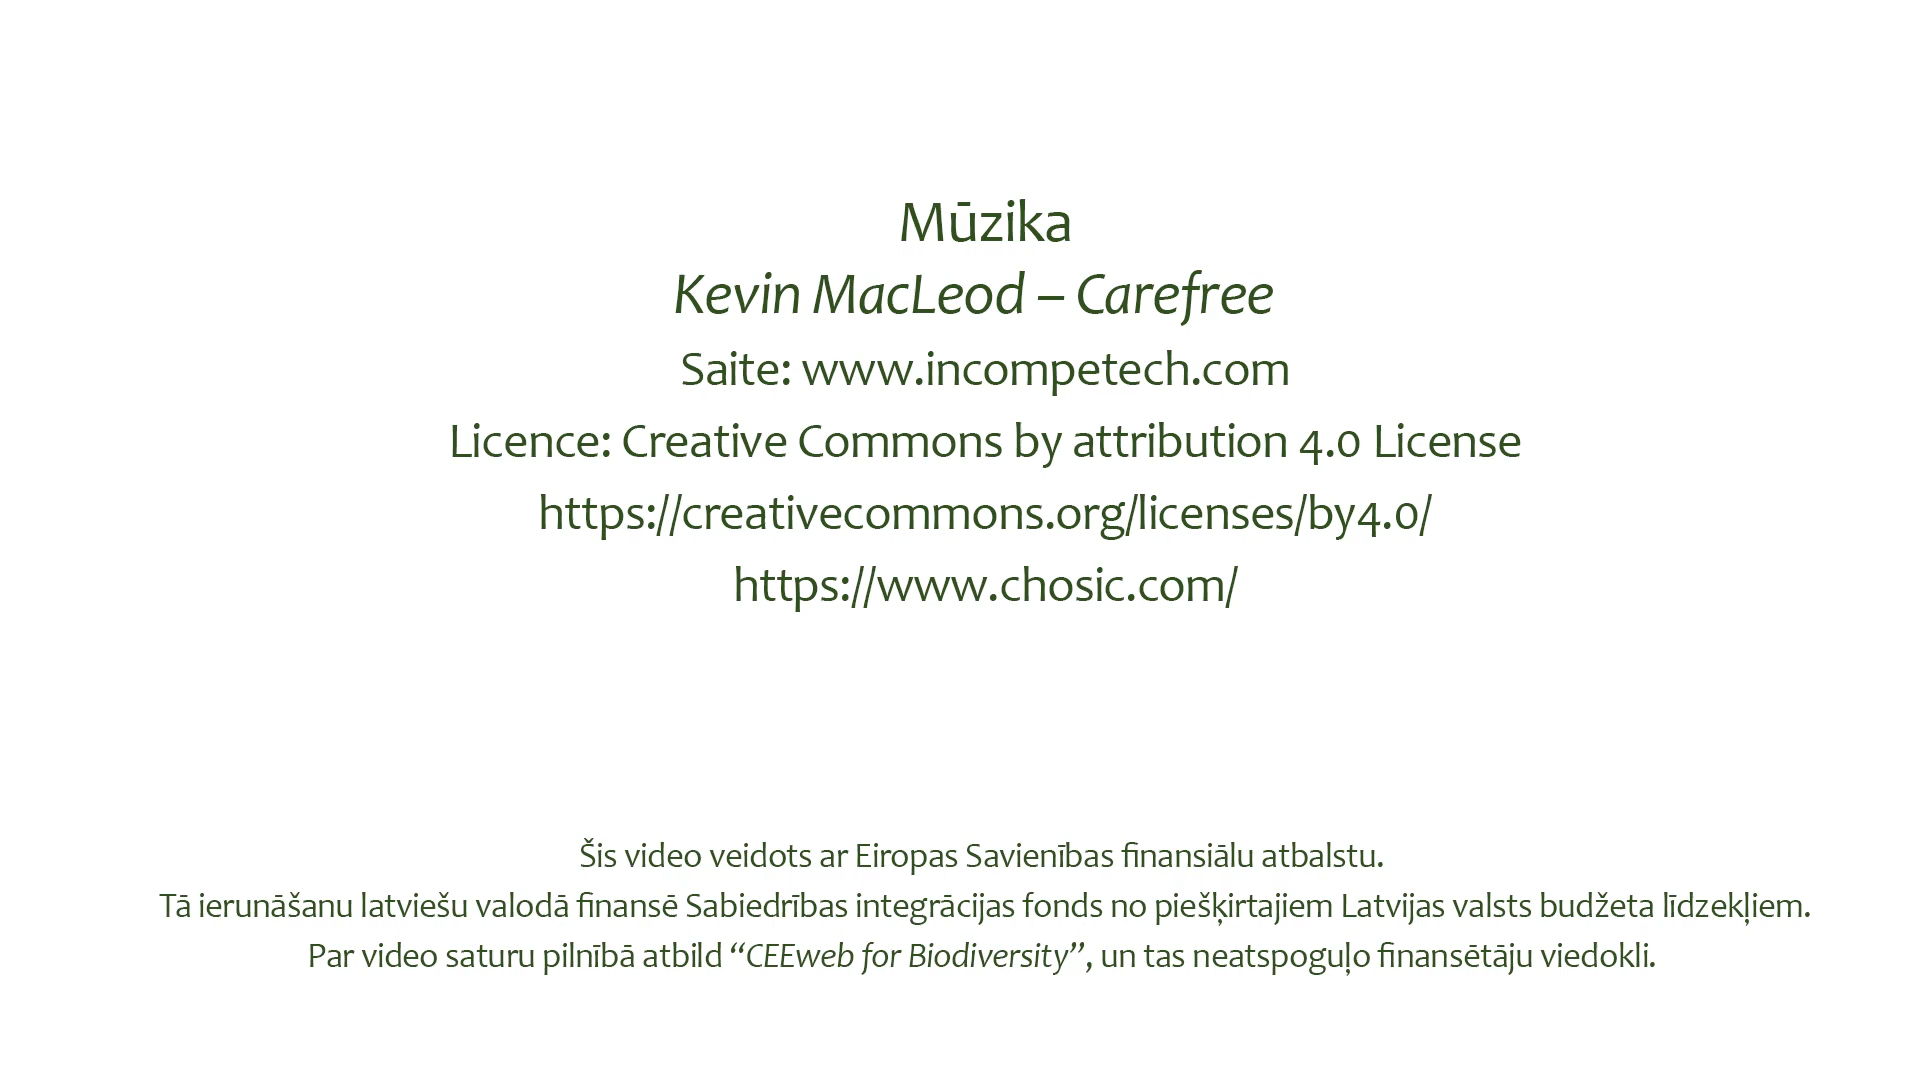 Mūzika
Kevin MacLeod – Carefree
Saite: www.incompetech.com
Licence: Creative Commons by attribution 4.0 License
https://creativecommons.org/licenses/by4.0/
https://www.chosic.com/
Šis video veidots ar Eiropas Savienības finansiālu atbalstu.
Tā ierunāšanu latviešu valodā finansē Sabiedrības integrācijas fonds no piešķirtajiem Latvijas valsts budžeta līdzekļiem.
Par video saturu pilnībā atbild “CEEweb for Biodiversity”, un tas neatspoguļo finansētāju viedokli.